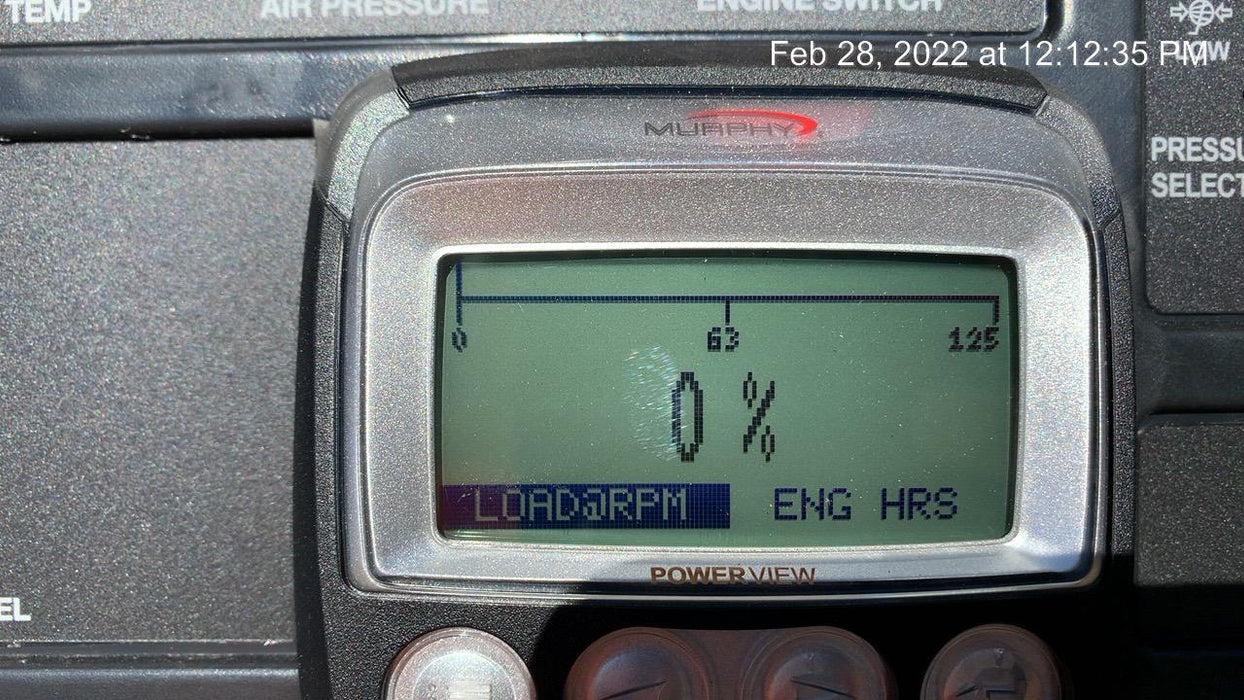 TEMP
AIR PRESSURE
ENGINE SWITCH
Feb 28, 2022 at 12:12:35 PM
MURPHY
PRESSU
SELECT
0 63 125
0 %
LOAD@RPM ENG HRS
POWERVIEW
EL